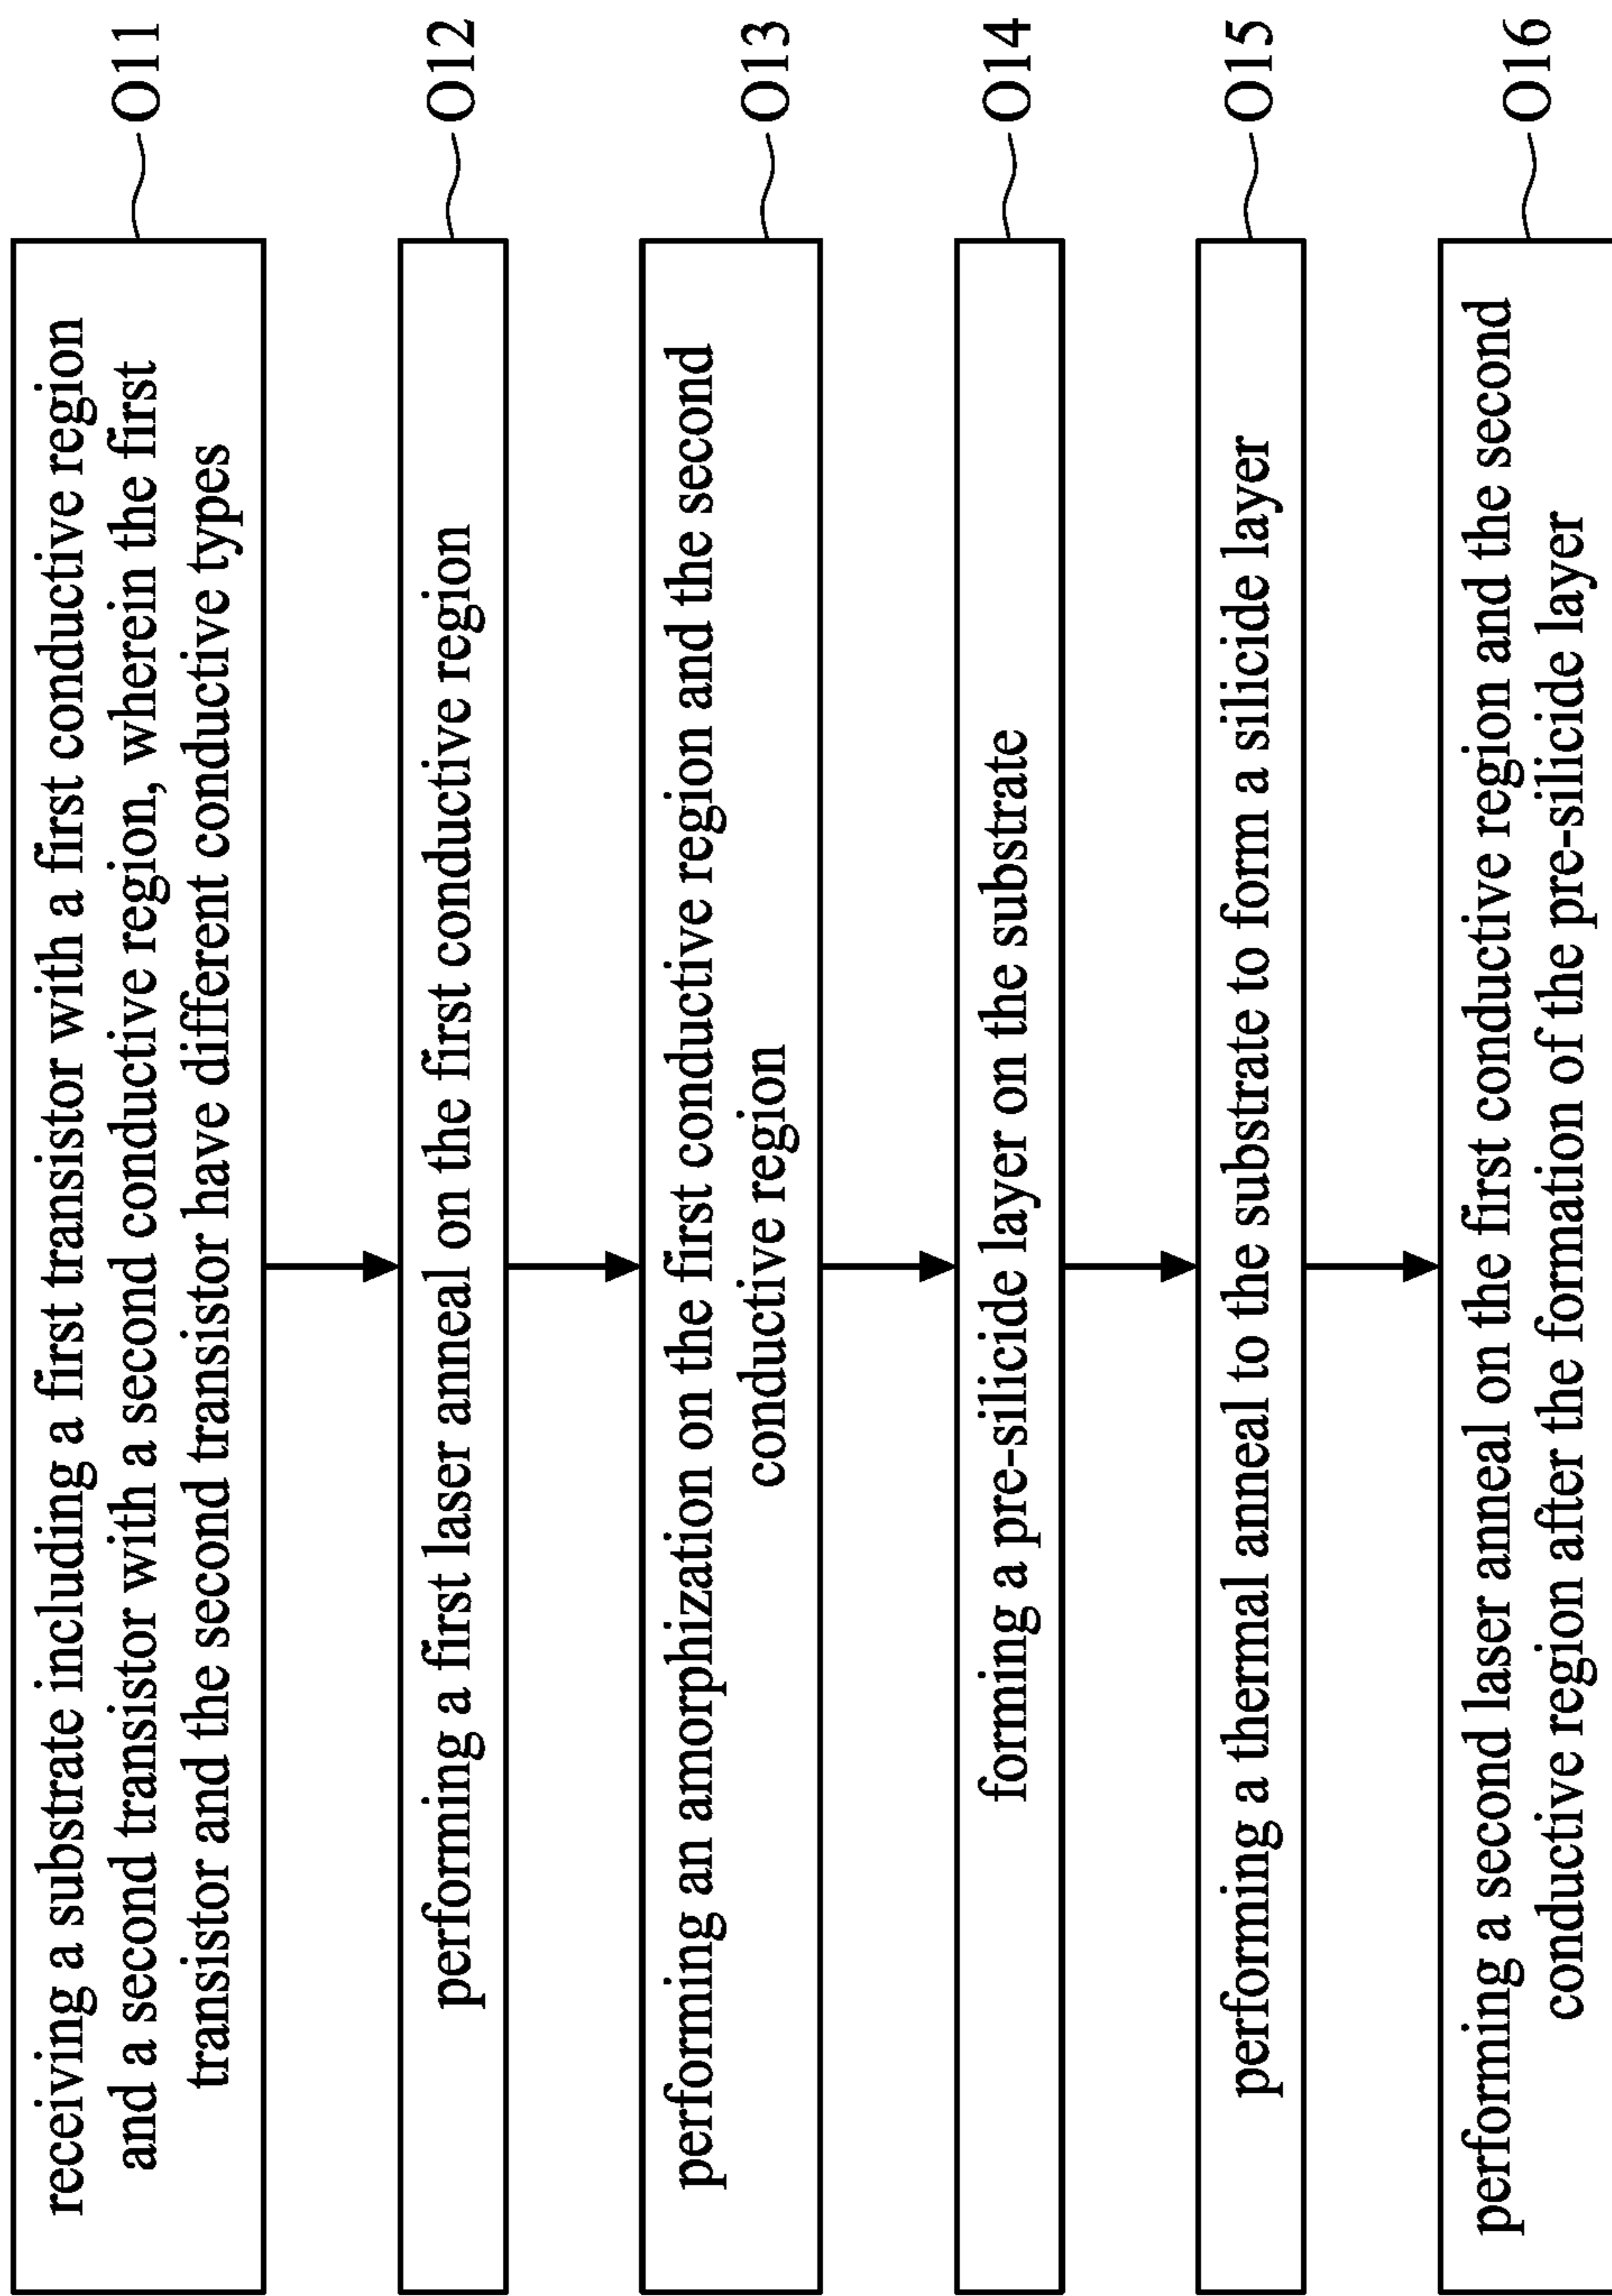 receiving a substrate including a first transistor with a first conductive region
and a second transistor with a second conductive region, wherein the first
transistor and the second transistor have different conductive types
O11
performing a first laser anneal on the first conductive region
O12
performing an amorphization on the first conductive region and the second
conductive region
O13
forming a pre-silicide layer on the substrate
O14
performing a thermal anneal to the substrate to form a silicide layer
O15
performing a second laser anneal on the first conductive region and the second
conductive region after the formation of the pre-silicide layer
O16